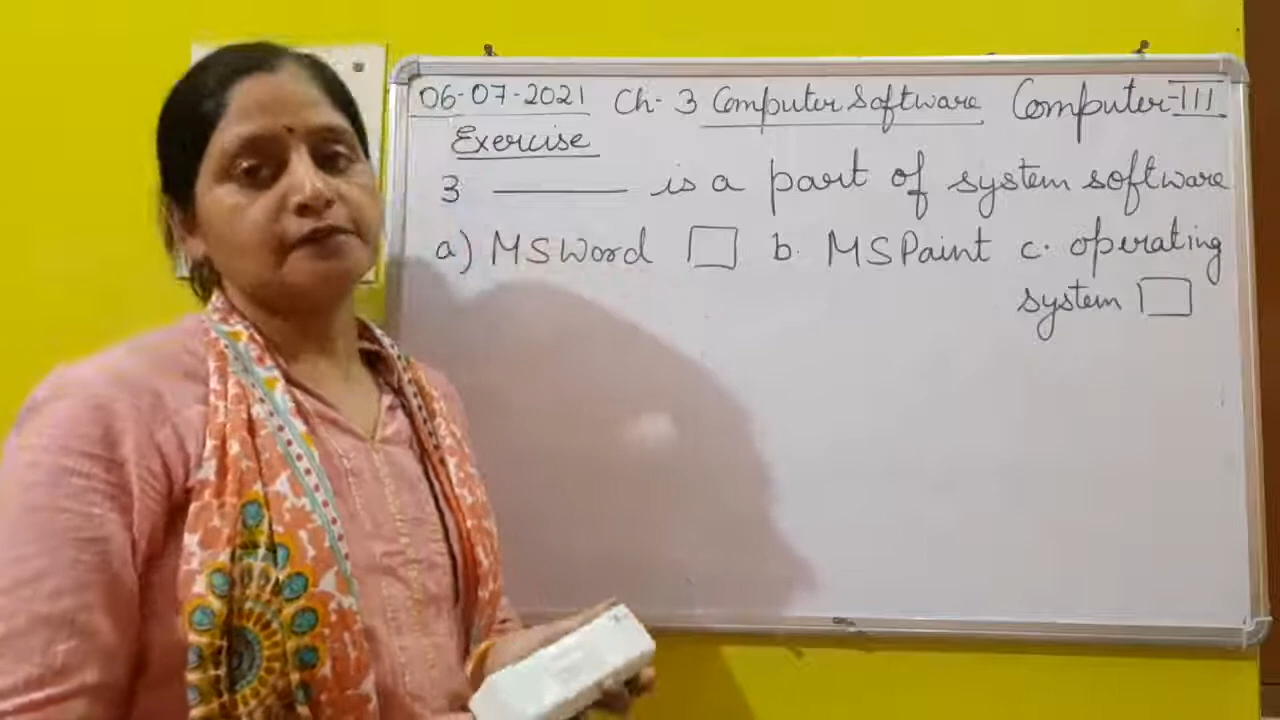 06-07-2021 Ch. 3 Computer Software Computer-III
Exercise
3 ______ is a part of system software
a) MS Word b. MS Paint c. operating
system